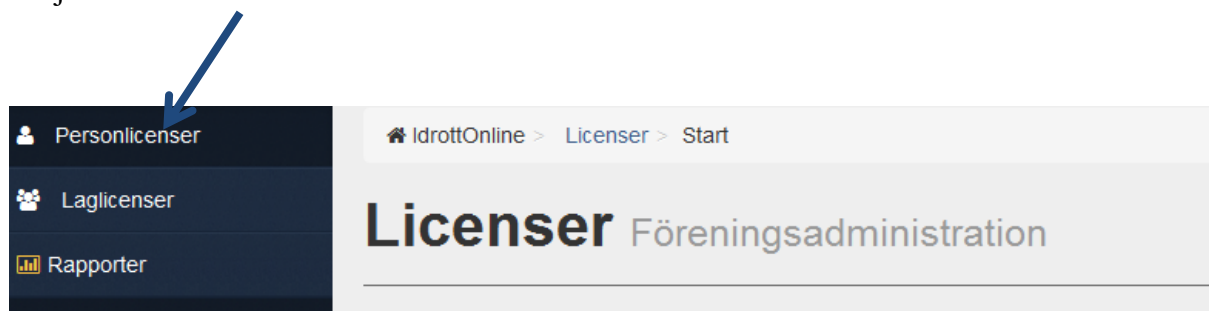 Personlicenser
Laglicenser
Rapporter
IdrottOnline > Licenser > Start
Licenser Föreningsadministration